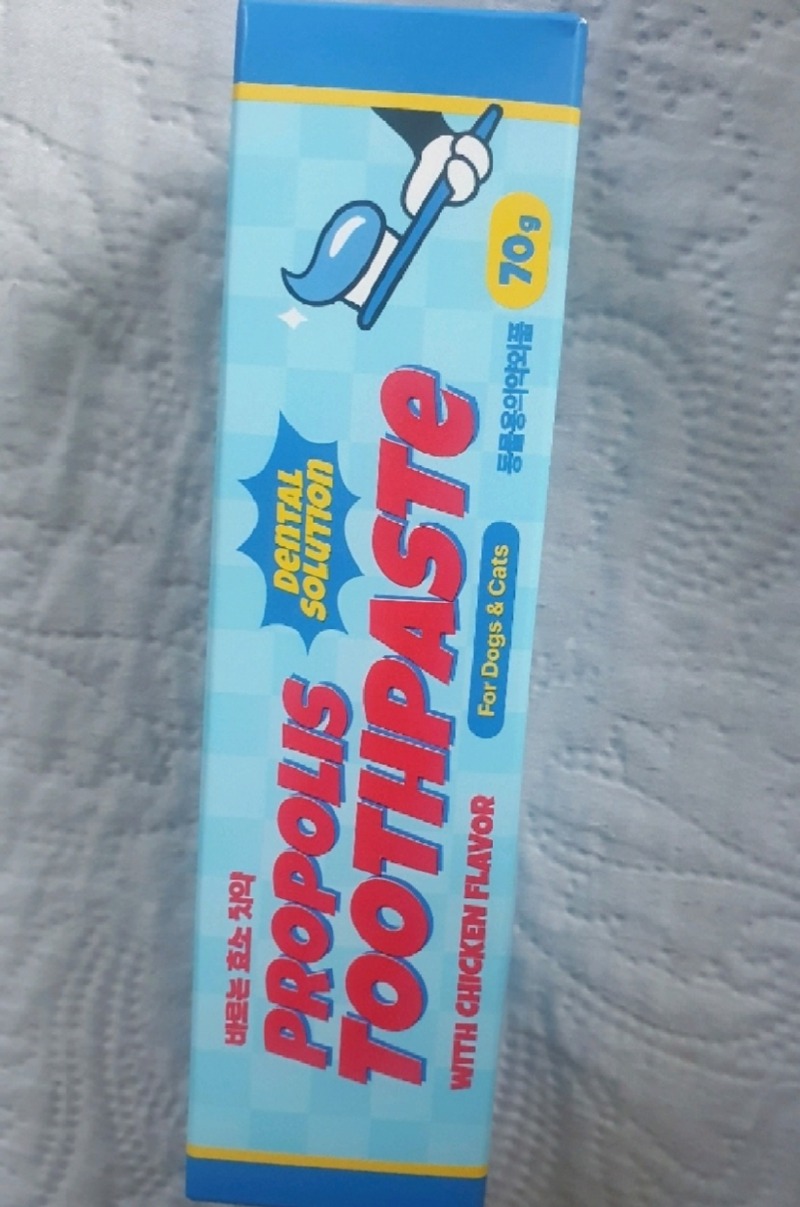 바르는 효소 치약
PROPOLIS
TOOTHPASTE
DENTAL
SOLUTION
WITH CHICKEN FLAVOR
For Dogs & Cats
동물용의약외품
70g